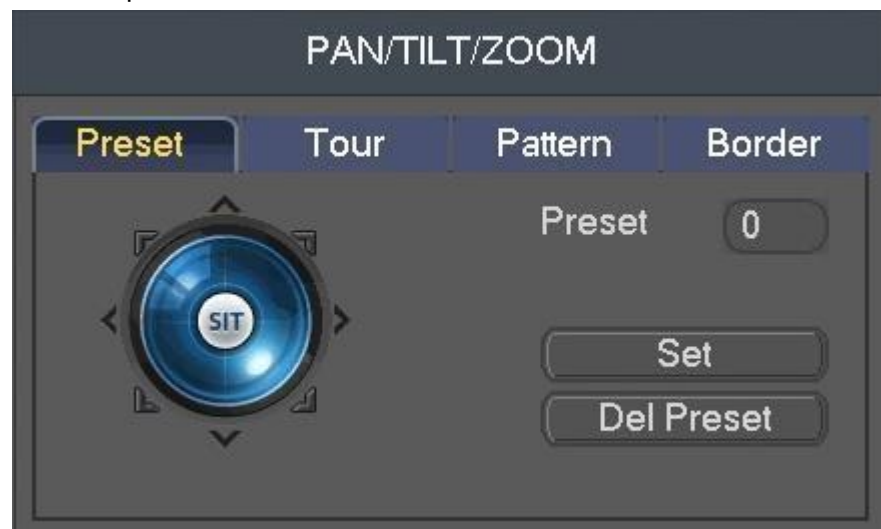 PAN/TILT/ZOOM
Preset Tour Pattern Border
Preset 0
SIT
Set
Del Preset